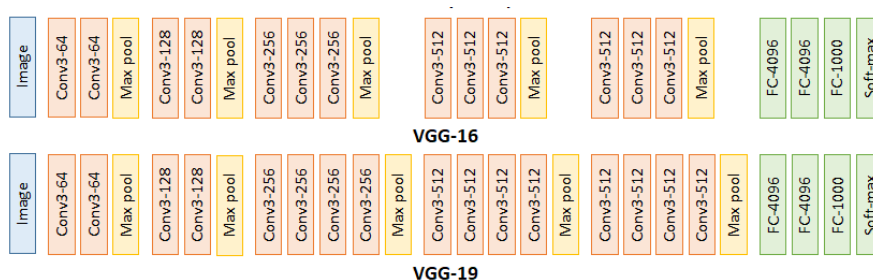 Image
Conv3-64
Conv3-64
Max pool
Conv3-128
Conv3-128
Max pool
Conv3-256
Conv3-256
Conv3-256
Max pool
Conv3-512
Conv3-512
Conv3-512
Max pool
Conv3-512
Conv3-512
Conv3-512
Max pool
FC-4096
FC-4096
FC-1000
Soft-max
VGG-16
Image
Conv3-64
Conv3-64
Max pool
Conv3-128
Conv3-128
Max pool
Conv3-256
Conv3-256
Conv3-256
Conv3-256
Max pool
Conv3-512
Conv3-512
Conv3-512
Conv3-512
Max pool
Conv3-512
Conv3-512
Conv3-512
Conv3-512
Max pool
FC-4096
FC-4096
FC-1000
Soft-max
VGG-19